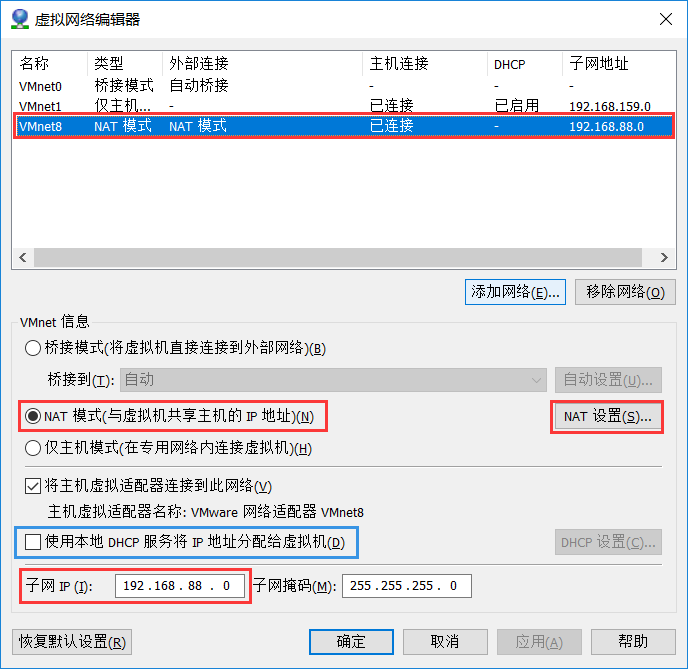 虚拟网络编辑器
名称 类型 外部连接 主机连接 DHCP 子网地址
VMnet0 桥接模式 自动桥接 - - -
VMnet1 仅主机... - 已连接 已启用 192.168.159.0
VMnet8 NAT 模式 NAT 模式 已连接 - 192.168.88.0
添加网络(E)... 移除网络(O)
VMnet 信息
桥接模式(将虚拟机直接连接到外部网络)(B)
桥接到(T): 自动 自动设置(U)...
NAT 模式(与虚拟机共享主机的 IP 地址)(N) NAT 设置(S)...
仅主机模式(在专用网络内连接虚拟机)(H)
将主机虚拟适配器连接到此网络(V)
主机虚拟适配器名称: VMware 网络适配器 VMnet8
使用本地 DHCP 服务将 IP 地址分配给虚拟机(D) DHCP 设置(C)...
子网 IP (I): 192.168. 88 . 0 子网掩码(M): 255.255.255. 0
恢复默认设置(R) 确定 取消 应用(A) 帮助